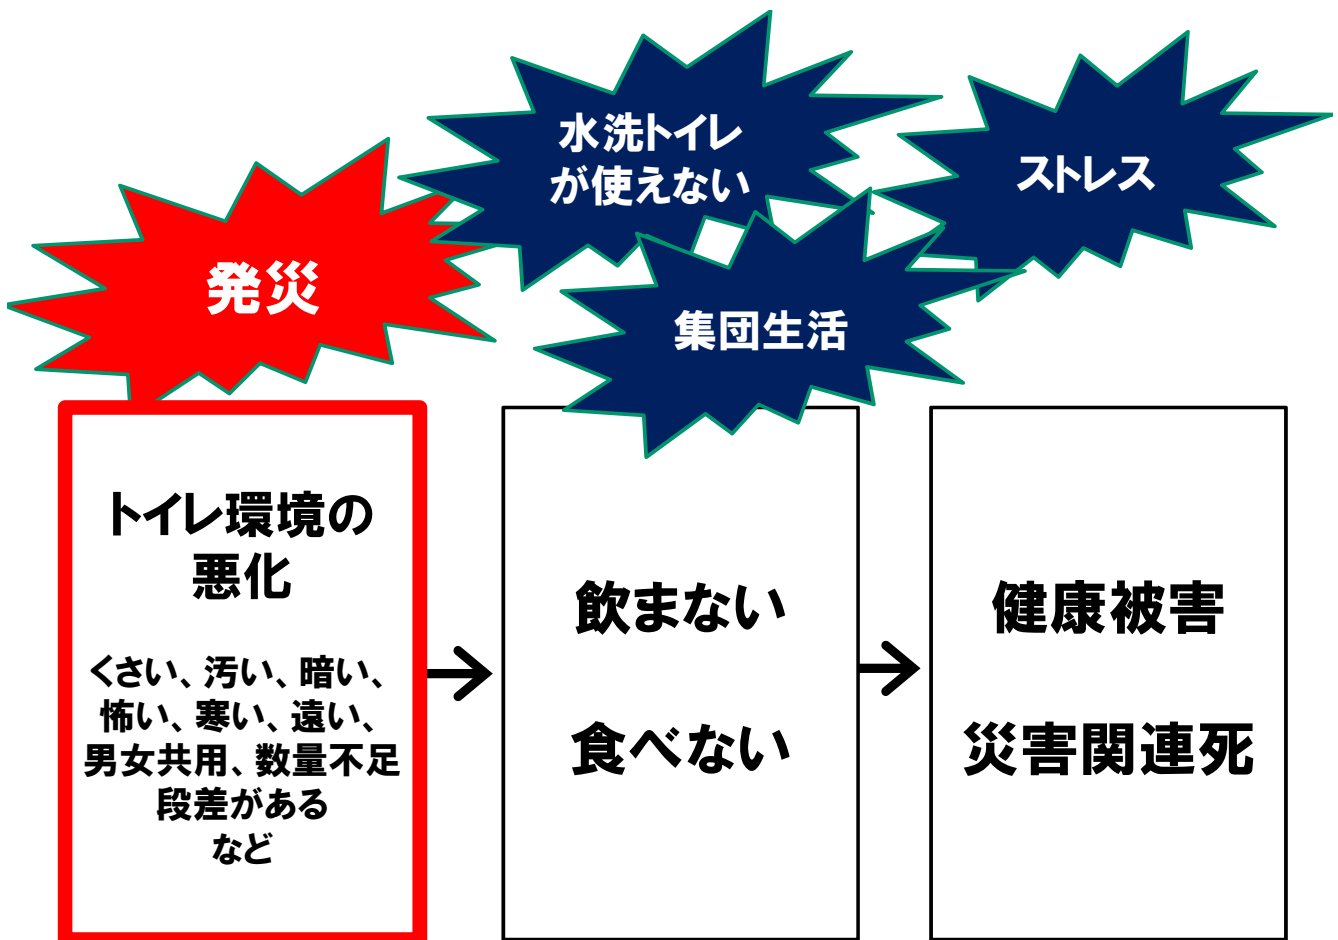 水洗トイレ
が使えない
ストレス
発災
集団生活
トイレ環境の
悪化
くさい、汚い、暗い、
怖い、寒い、遠い、
男女共用、数量不足
段差がある
など
飲まない
食べない
健康被害
災害関連死